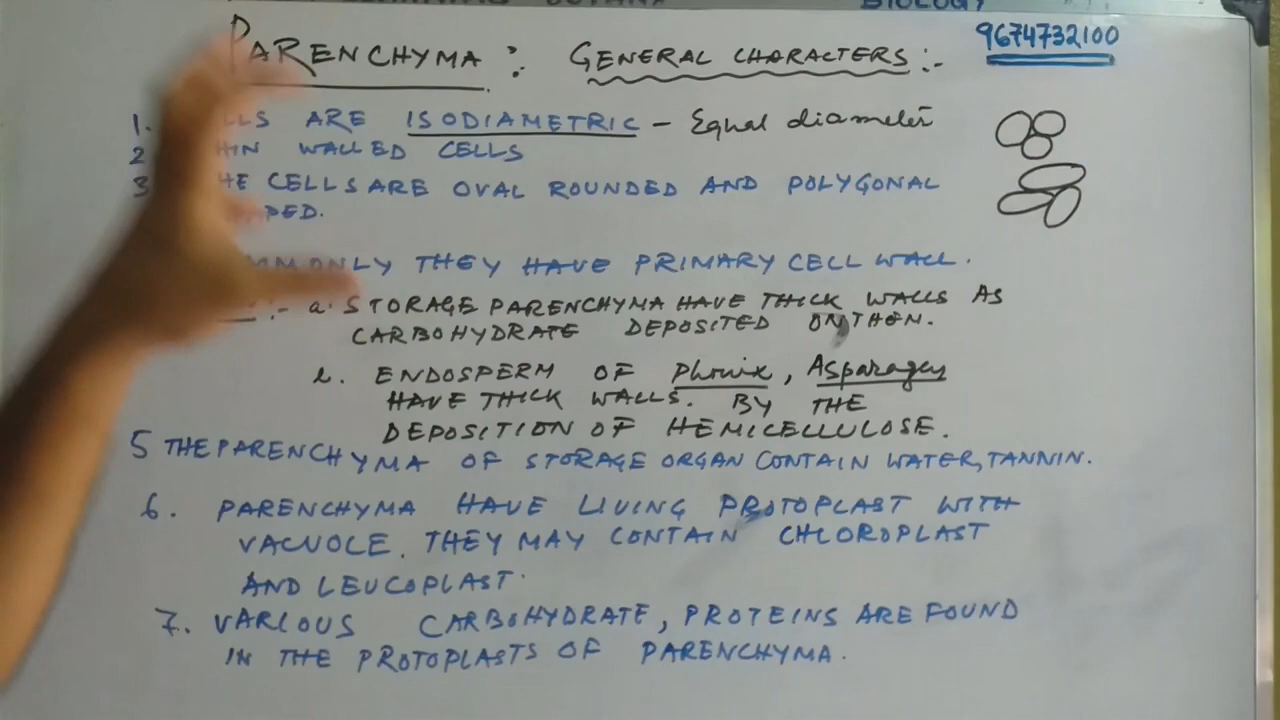 BIOLOGY
PARENCHYMA : GENERAL CHARACTERS :-
9674732100
1. LLS ARE ISODIAMETRIC - Equal diameter
2 HIN WALLED CELLS
3 HE CELLS ARE OVAL ROUNDED AND POLYGONAL
PED.
MMONLY THEY HAVE PRIMARY CELL WALL.
:- a. STORAGE PARENCHYMA HAVE THICK WALLS AS
CARBOHYDRATE DEPOSITED ON THEN.
b. ENDOSPERM OF Phonix, Asparages
HAVE THICK WALLS. BY THE
DEPOSITION OF HEMICELLULOSE.
5 THE PARENCHYMA OF STORAGE ORGAN CONTAIN WATER, TANNIN.
6. PARENCHYMA HAVE LIVING PROTOPLAST WITH
VACUOLE. THEY MAY CONTAIN CHLOROPLAST
AND LEUCOPLAST.
7. VARIOUS CARBOHYDRATE, PROTEINS ARE FOUND
IN THE PROTOPLASTS OF PARENCHYMA.